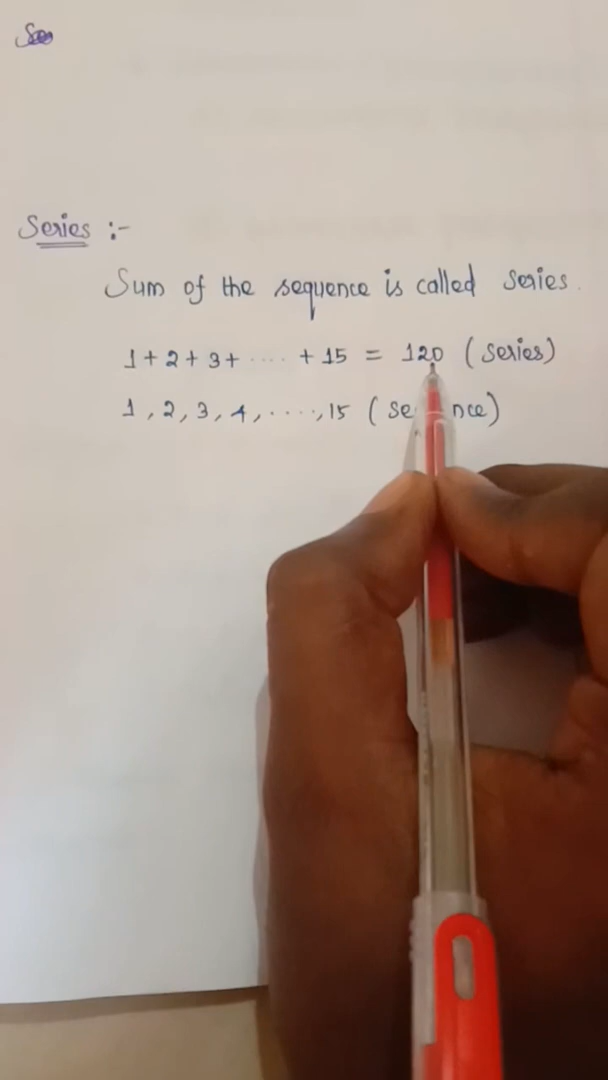 Series :-
Sum of the sequence is called series.
1 + 2 + 3 + ..... + 15 = 120 (series)
1 , 2 , 3 , 4 , ....., 15 (